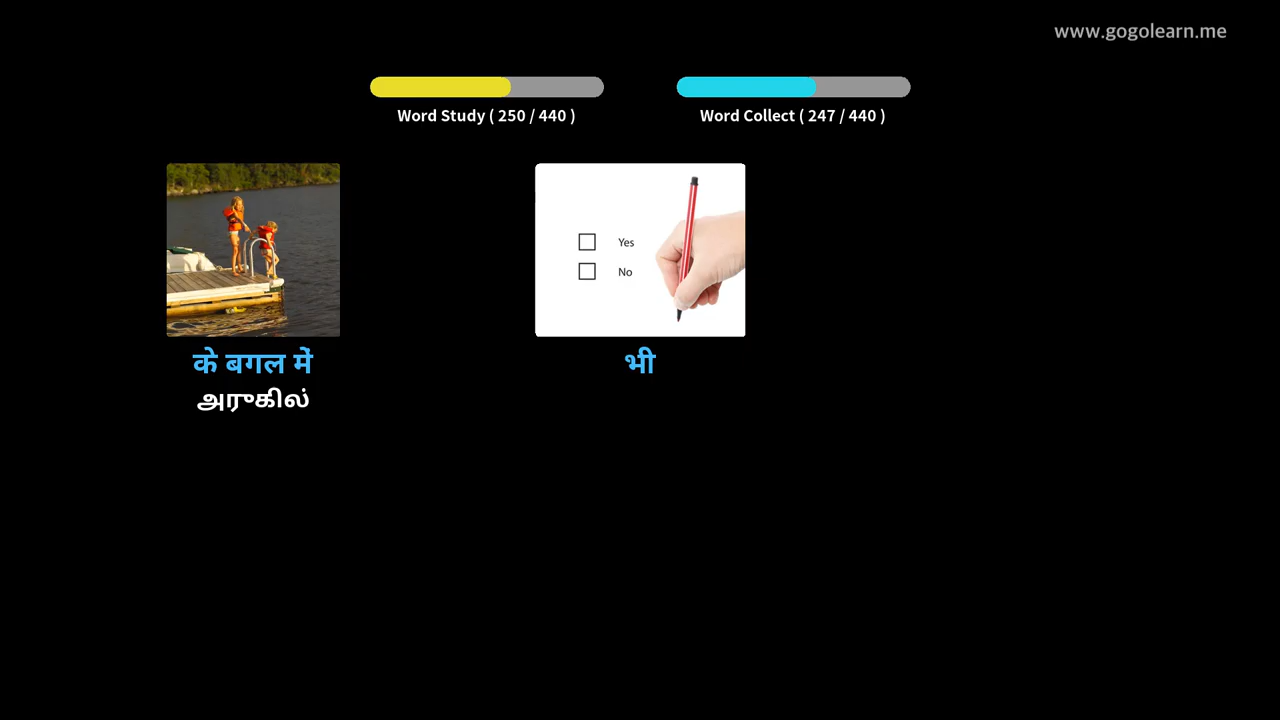 www.gogolearn.me
Word Study ( 250 / 440 )
Word Collect ( 247 / 440 )
Yes
No
के बगल में
भी
அருகில்